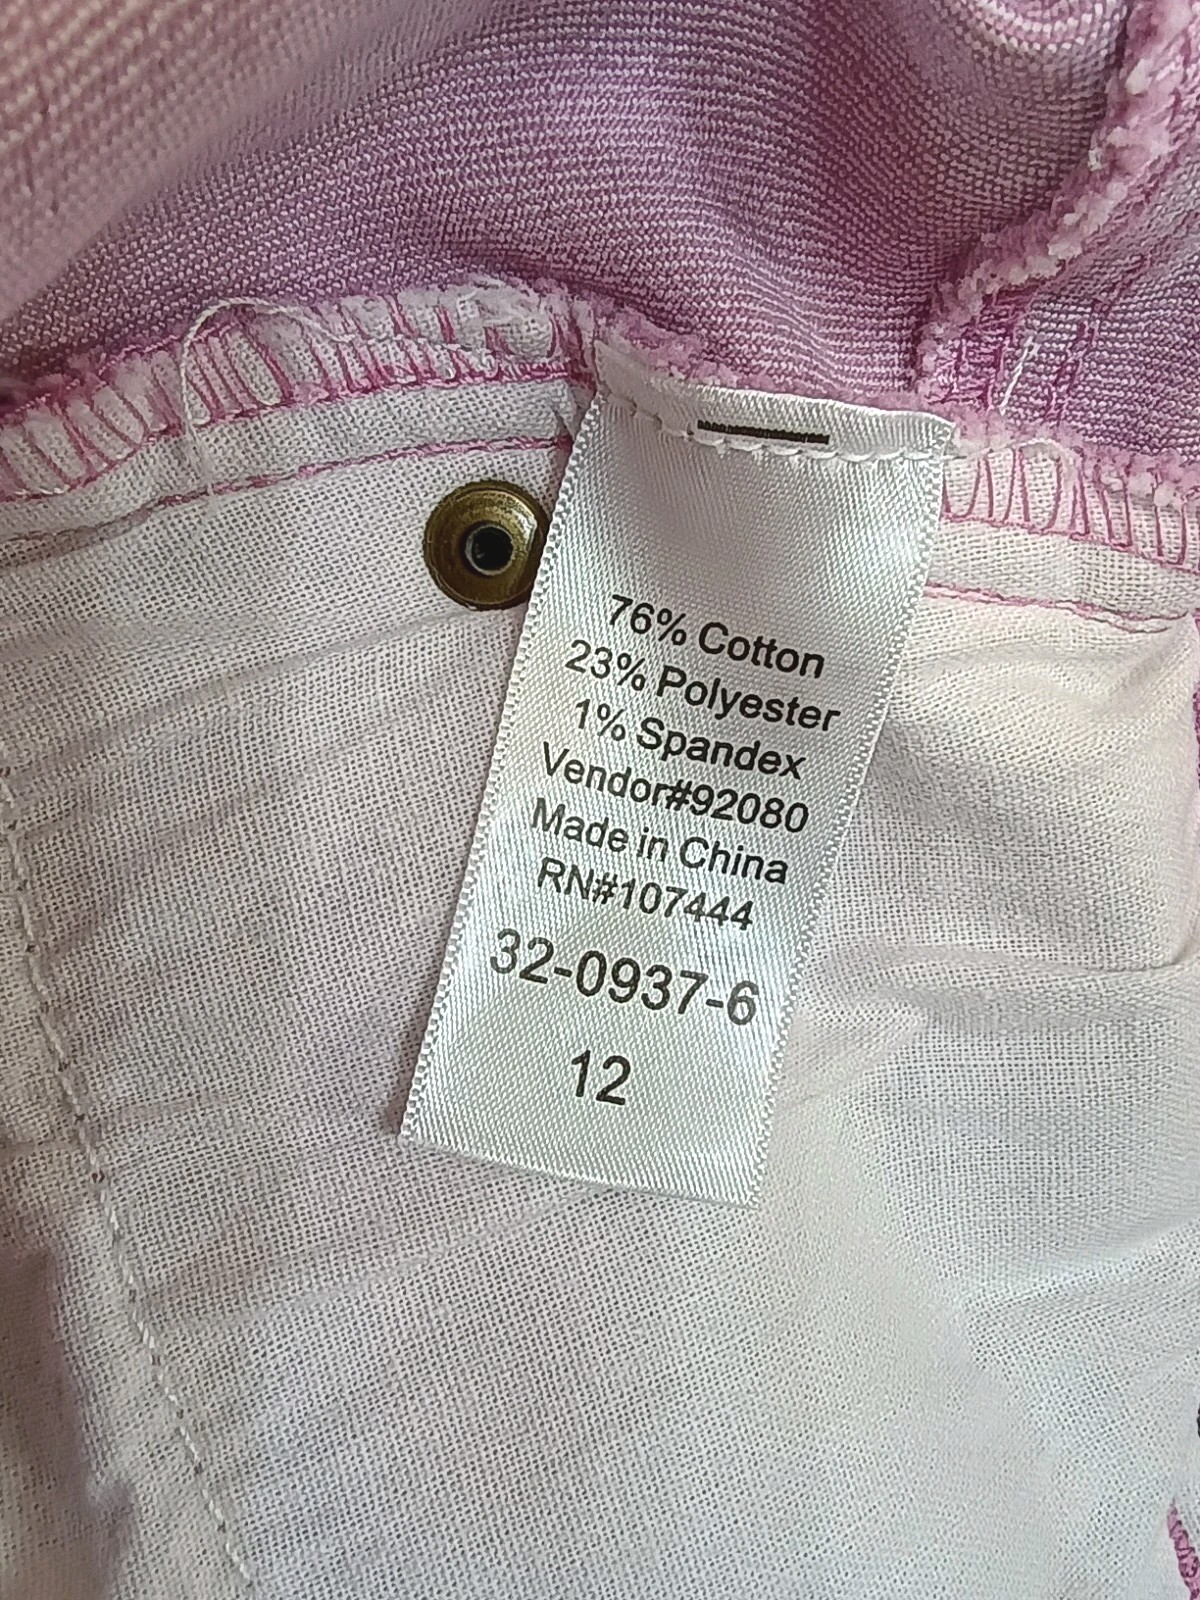 76% Cotton
23% Polyester
1% Spandex
Vendor#92080
Made in China
RN#107444
32-0937-6
12